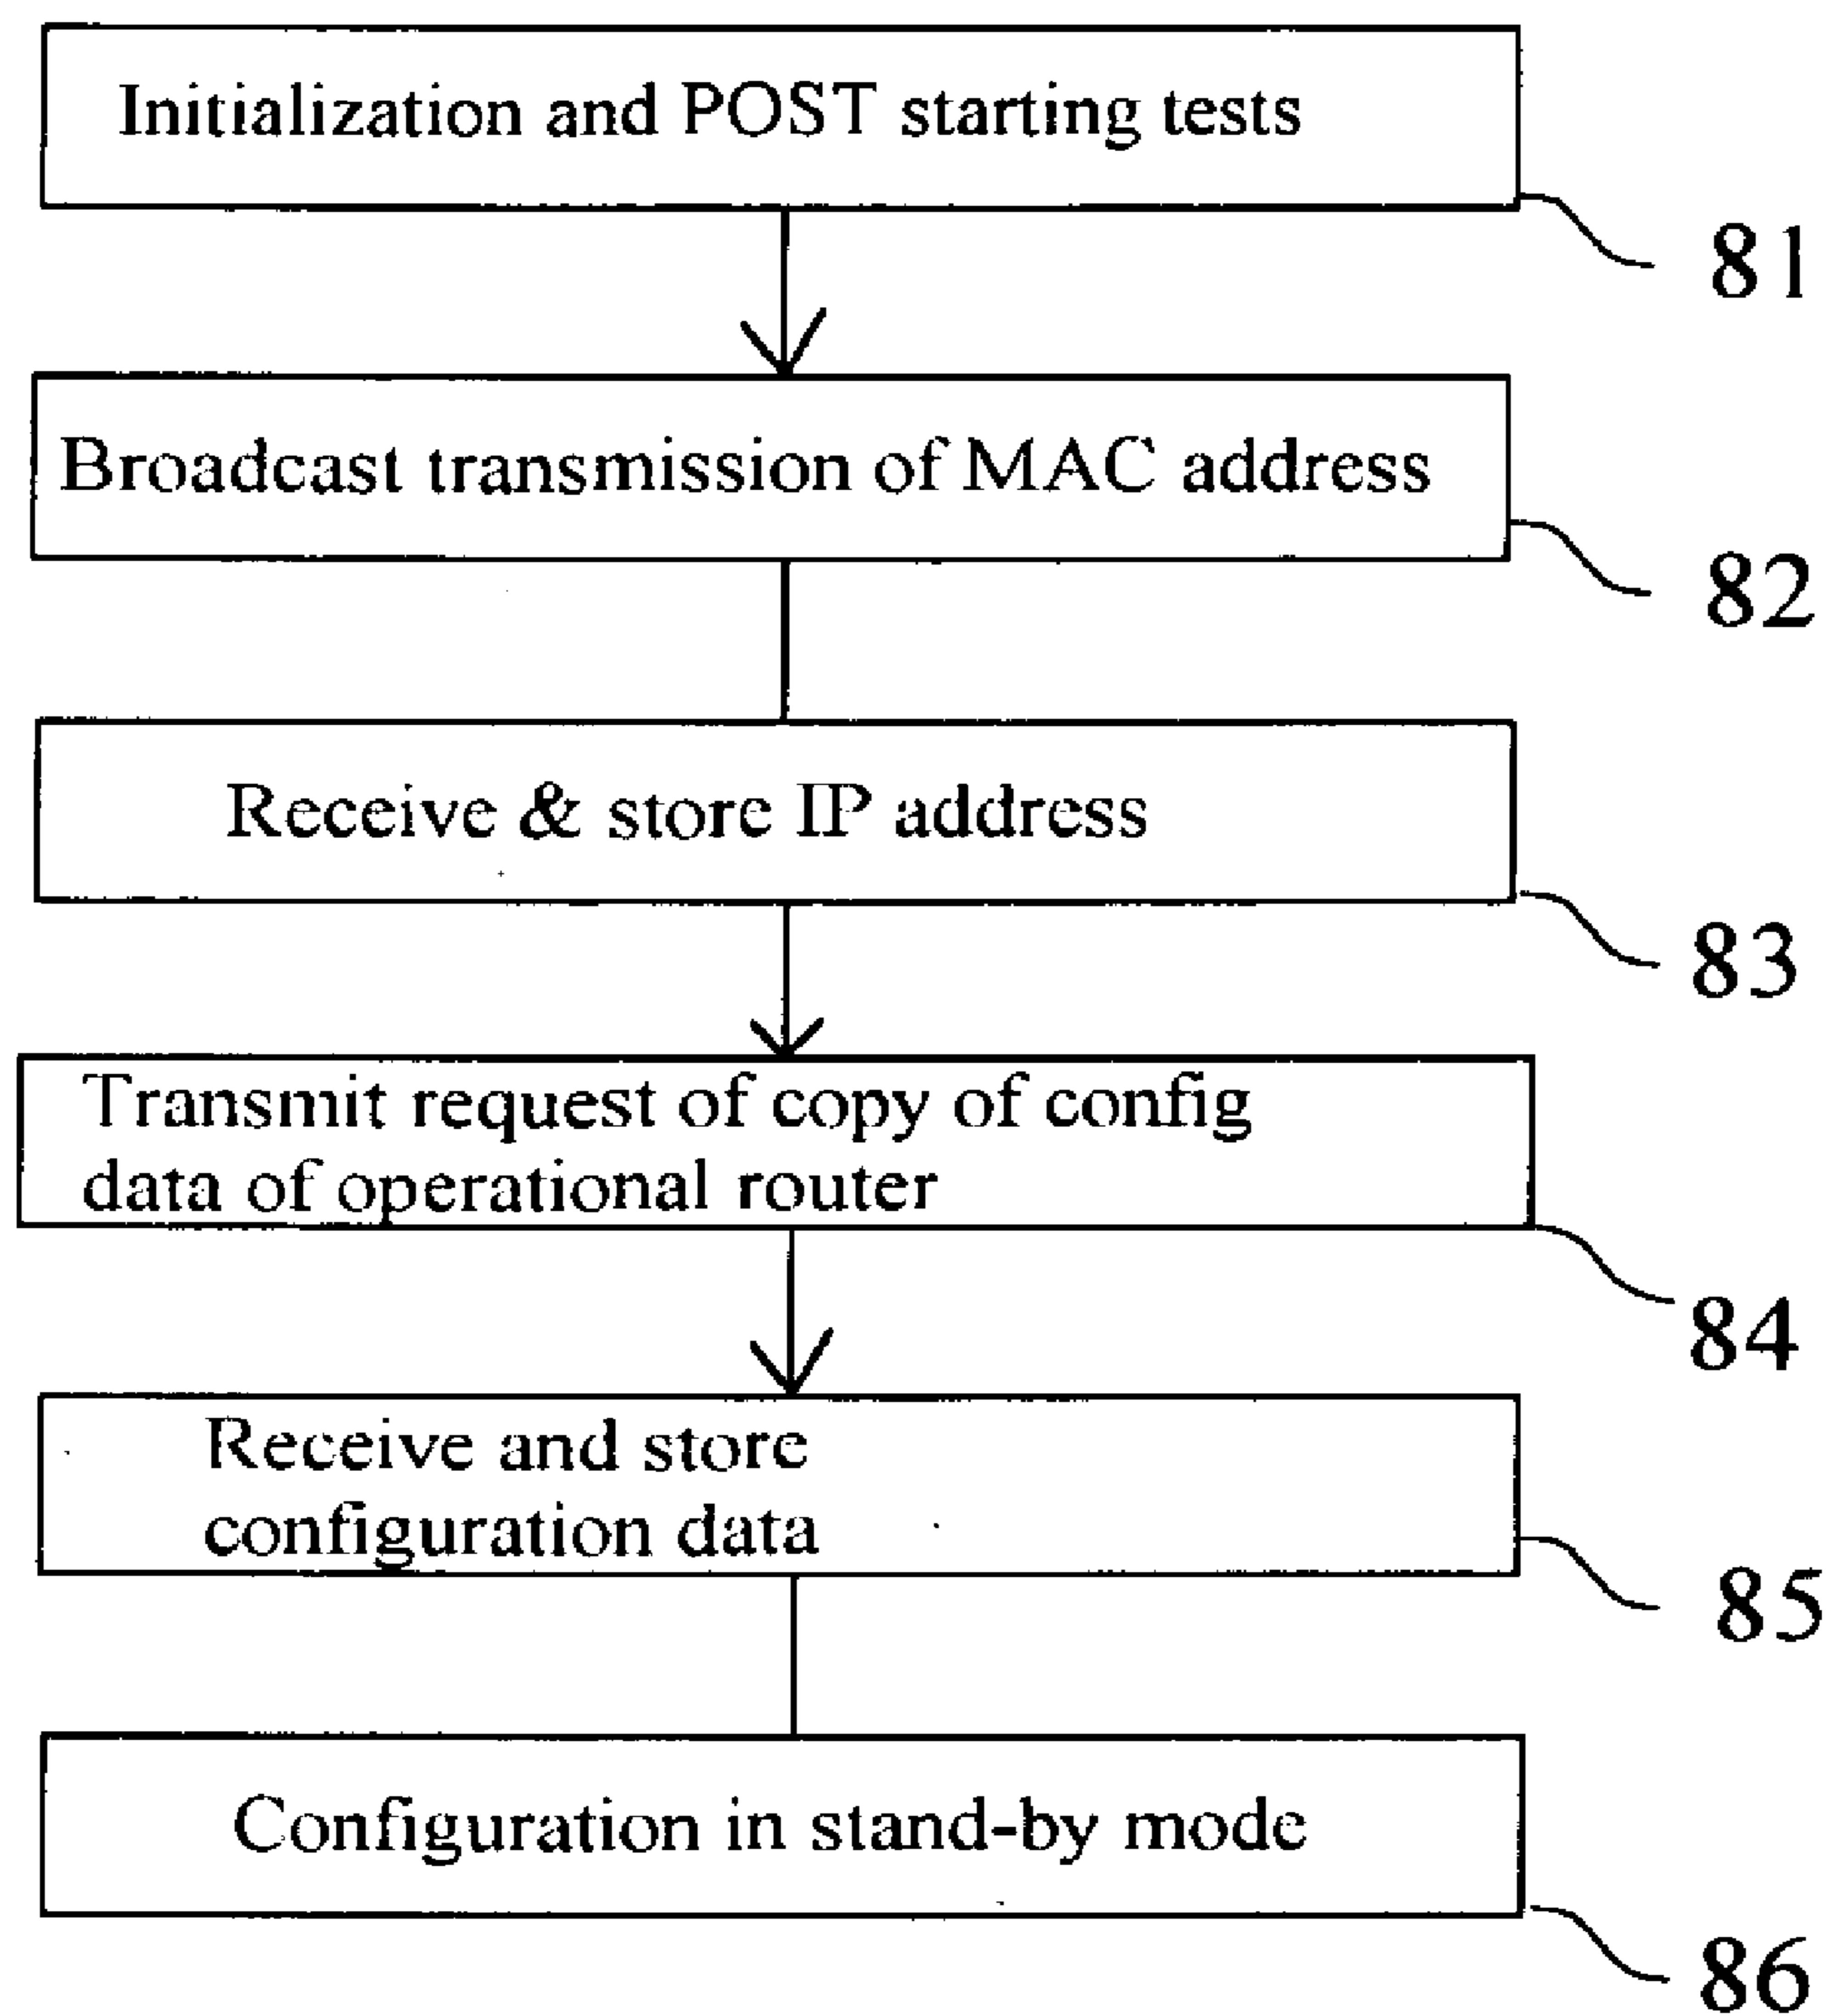 Initialization and POST starting tests
81
Broadcast transmission of MAC address
82
Receive & store IP address
83
Transmit request of copy of config
data of operational router
84
Receive and store
configuration data
85
Configuration in stand-by mode
86